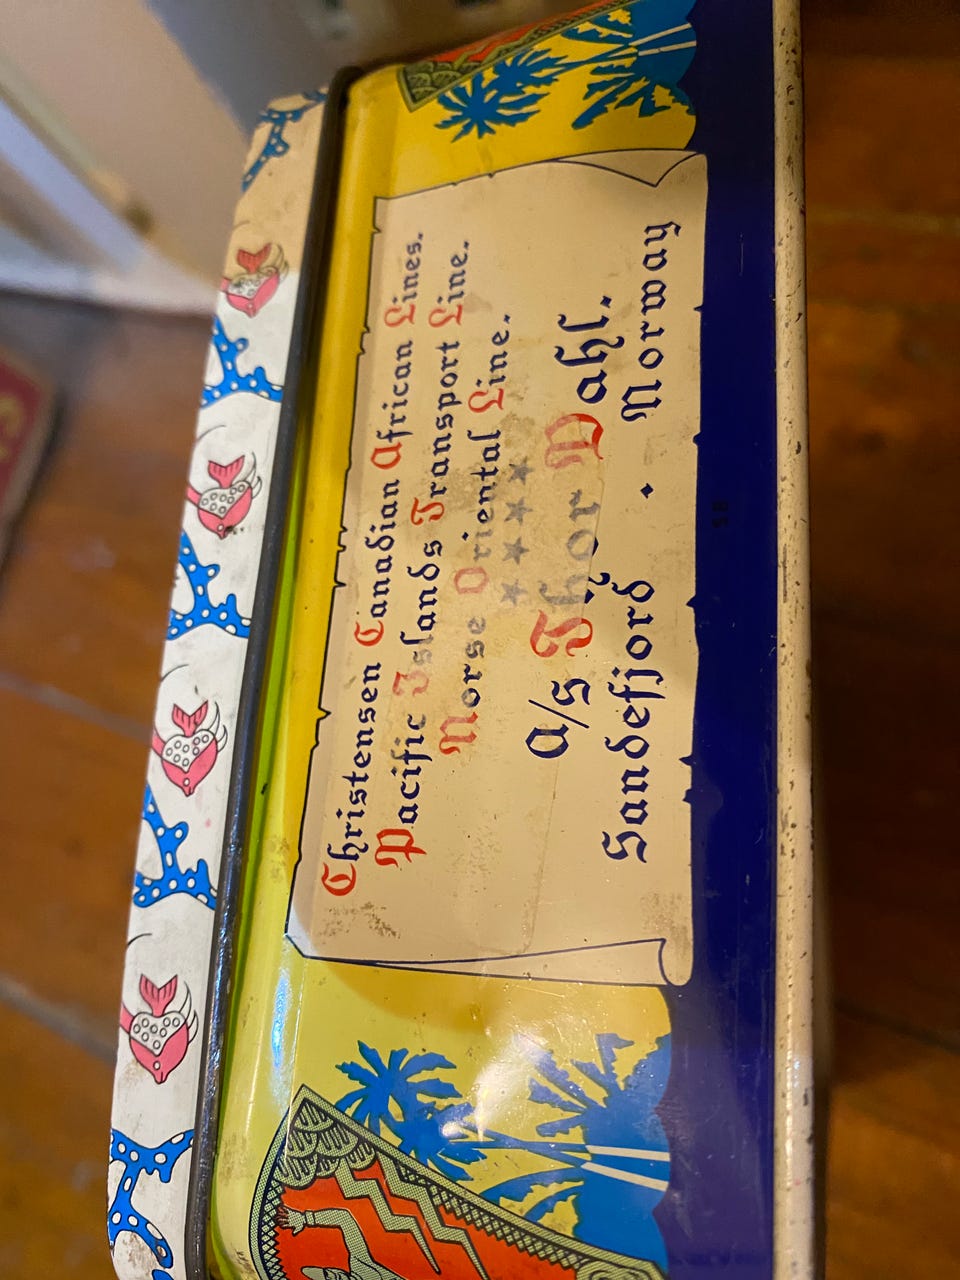 Christensen Canadian African Lines.
Pacific Islands Transport Line.
Norse Oriental Line.
★ ★ ★ ★
A/S Thor Dahl.
Sandefjord • Norway